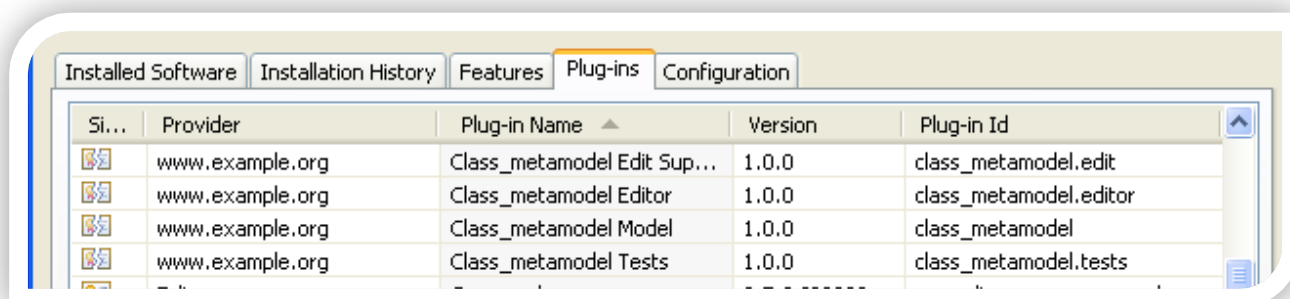 Installed Software Installation History Features Plug-ins Configuration
Si... Provider Plug-in Name Version Plug-in Id
www.example.org Class_metamodel Edit Sup... 1.0.0 class_metamodel.edit
www.example.org Class_metamodel Editor 1.0.0 class_metamodel.editor
www.example.org Class_metamodel Model 1.0.0 class_metamodel
www.example.org Class_metamodel Tests 1.0.0 class_metamodel.tests